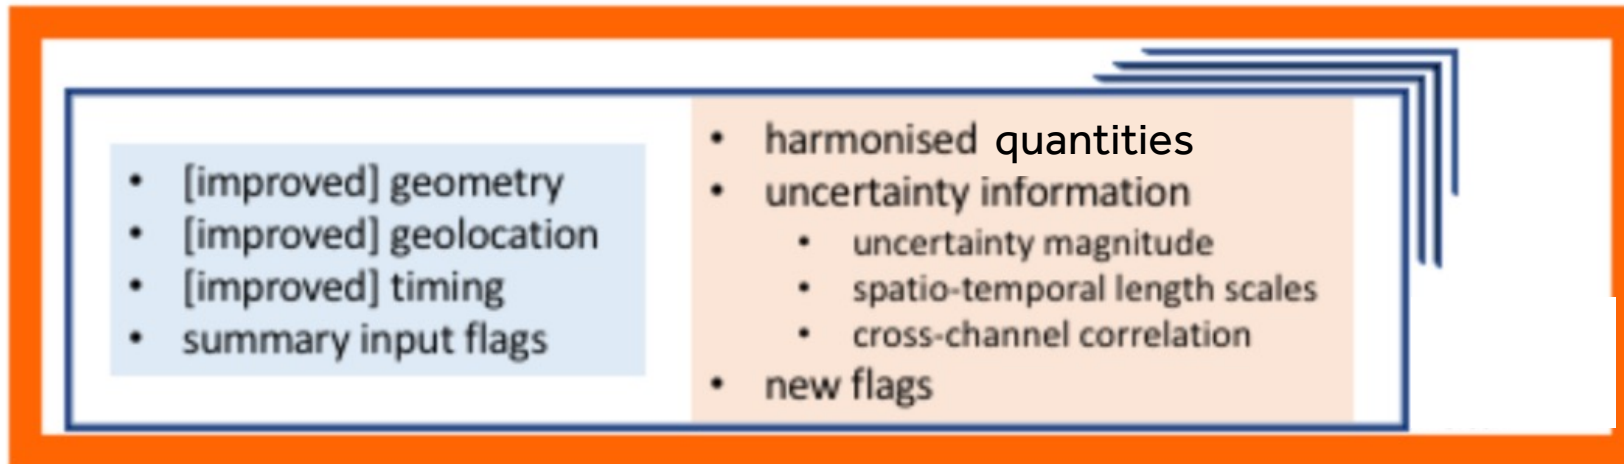 • [improved] geometry
• [improved] geolocation
• [improved] timing
• summary input flags
• harmonised quantities
• uncertainty information
• uncertainty magnitude
• spatio-temporal length scales
• cross-channel correlation
• new flags